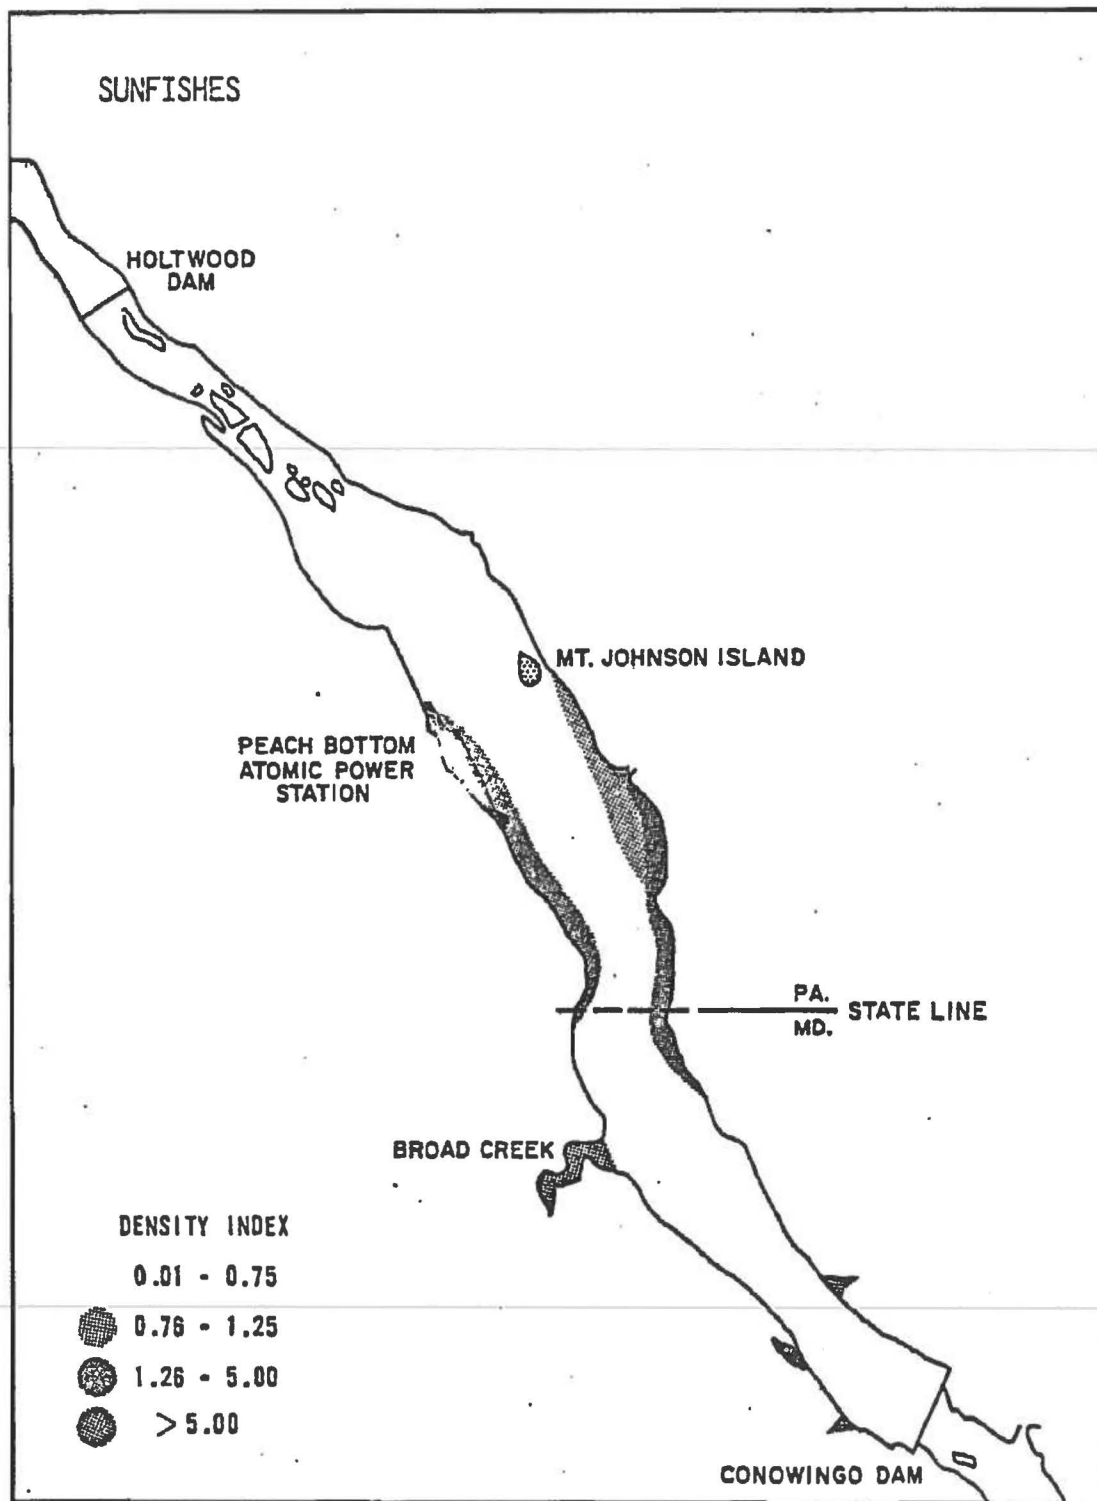 SUNFISHES
HOLTWOOD
DAM
MT. JOHNSON ISLAND
PEACH BOTTOM
ATOMIC POWER
STATION
PA.
MD.
STATE LINE
BROAD CREEK
DENSITY INDEX
0.01 - 0.75
0.76 - 1.25
1.26 - 5.00
> 5.00
CONOWINGO DAM